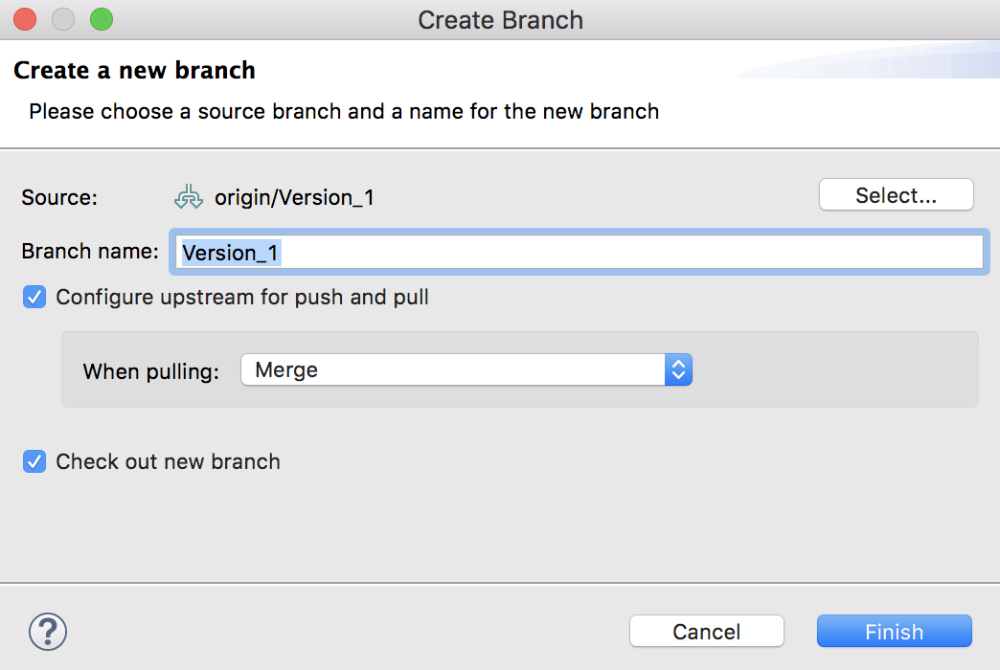 Create Branch
Create a new branch
Please choose a source branch and a name for the new branch
Source: origin/Version_1 Select...
Branch name: Version_1
Configure upstream for push and pull
When pulling: Merge
Check out new branch
? Cancel Finish